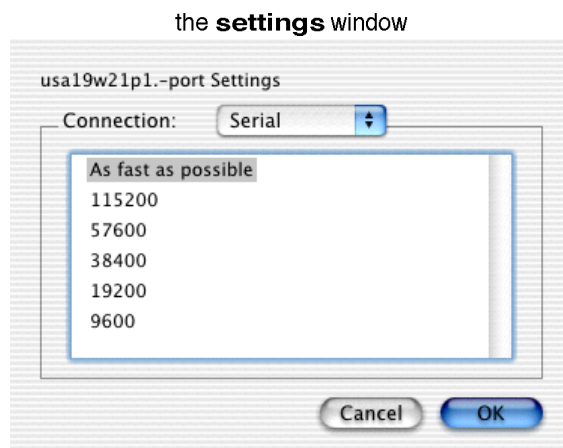 the settings window
usa19w21p1.-port Settings
Connection: Serial
As fast as possible
115200
57600
38400
19200
9600
Cancel OK